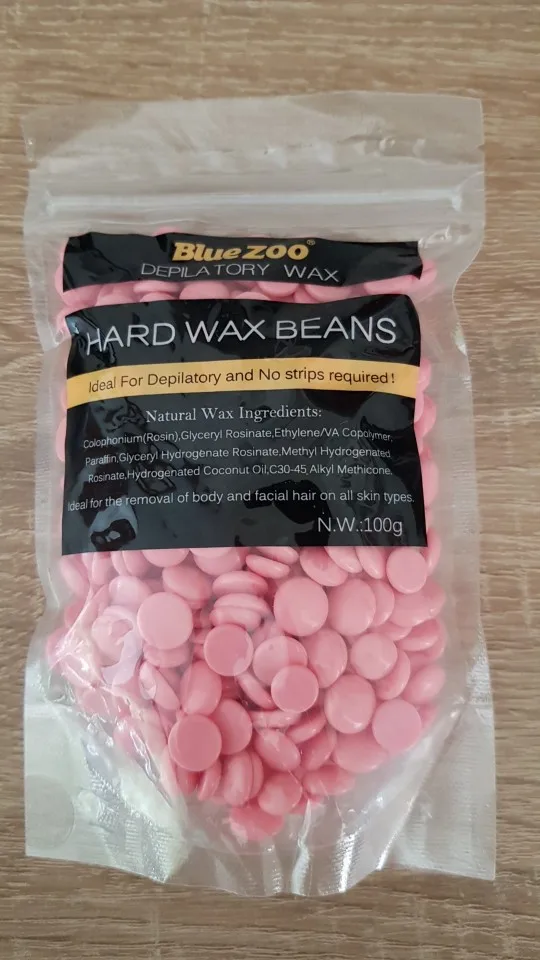 Blue ZOO®
DEPILATORY WAX
HARD WAX BEANS
Ideal For Depilatory and No strips required!
Natural Wax Ingredients:
Colophonium(Rosin),Glyceryl Rosinate,Ethylene/VA Copolymer,
Paraffin,Glyceryl Hydrogenate Rosinate,Methyl Hydrogenated
Rosinate,Hydrogenated Coconut Oil,C30-45 Alkyl Methicone.
Ideal for the removal of body and facial hair on all skin types.
N.W.:100g